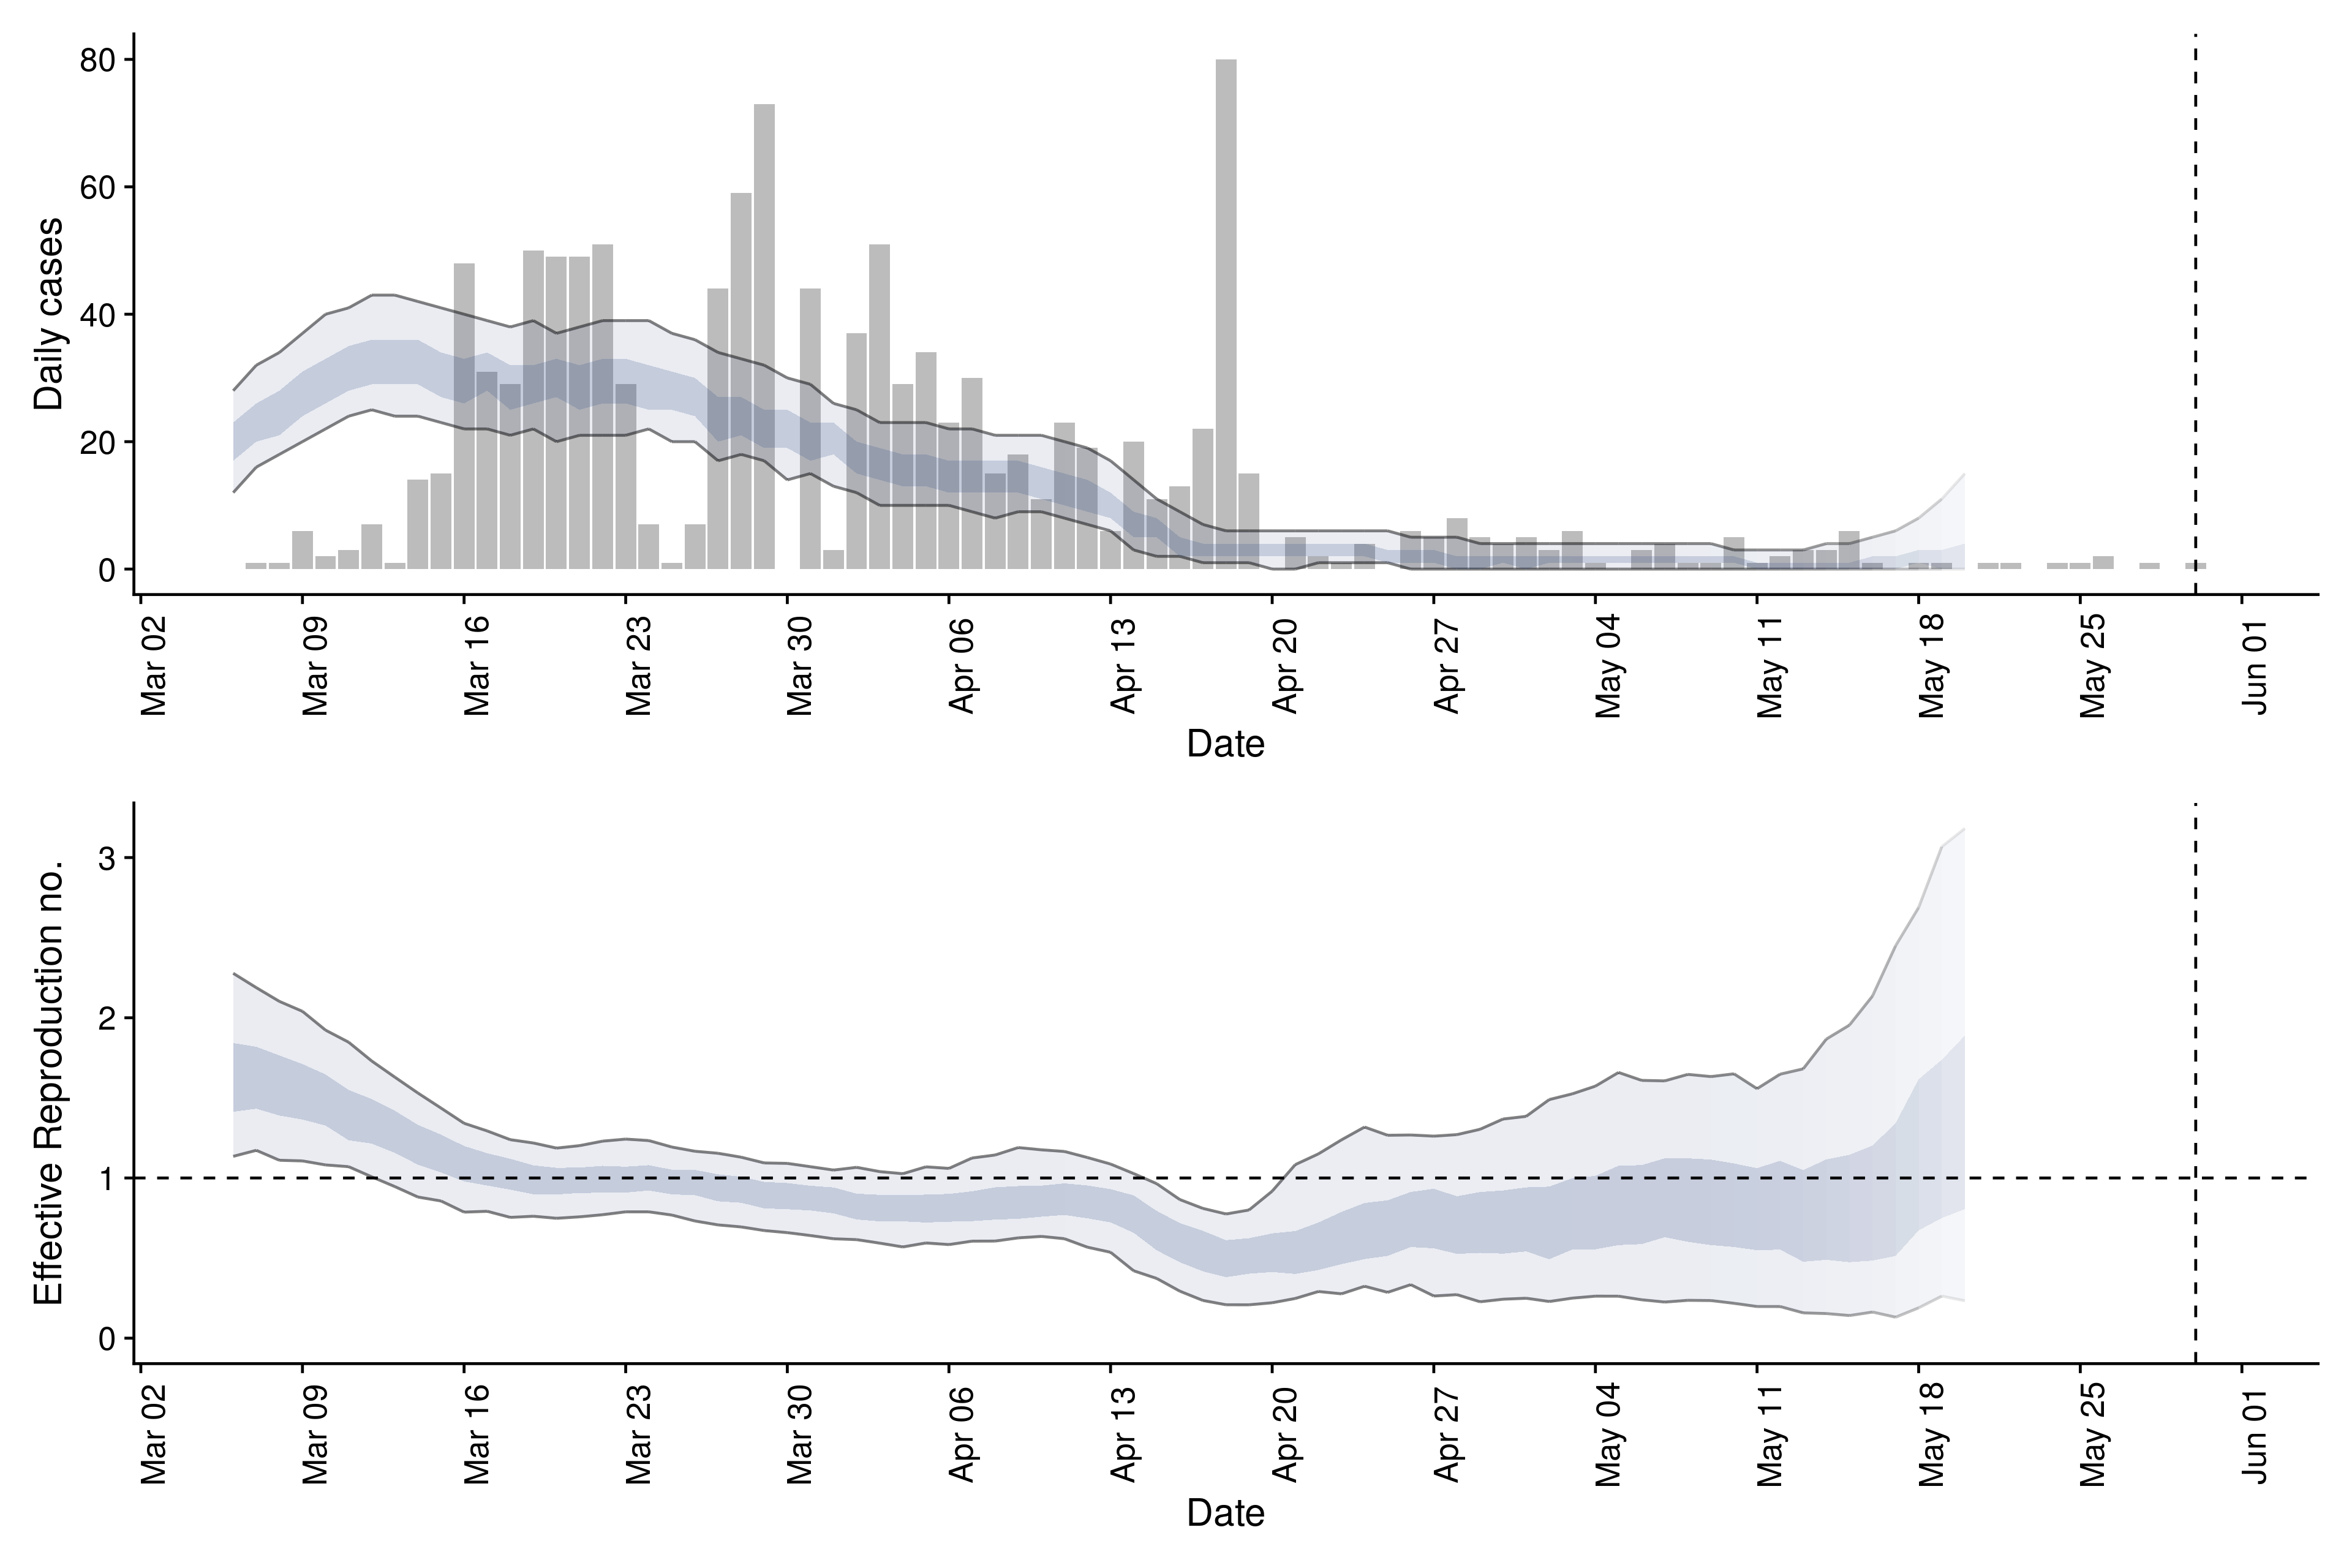 Daily cases
80
60
40
20
0
Mar 02
Mar 09
Mar 16
Mar 23
Mar 30
Apr 06
Apr 13
Apr 20
Apr 27
May 04
May 11
May 18
May 25
Jun 01
Date
Effective Reproduction no.
3
2
1
0
Mar 02
Mar 09
Mar 16
Mar 23
Mar 30
Apr 06
Apr 13
Apr 20
Apr 27
May 04
May 11
May 18
May 25
Jun 01
Date